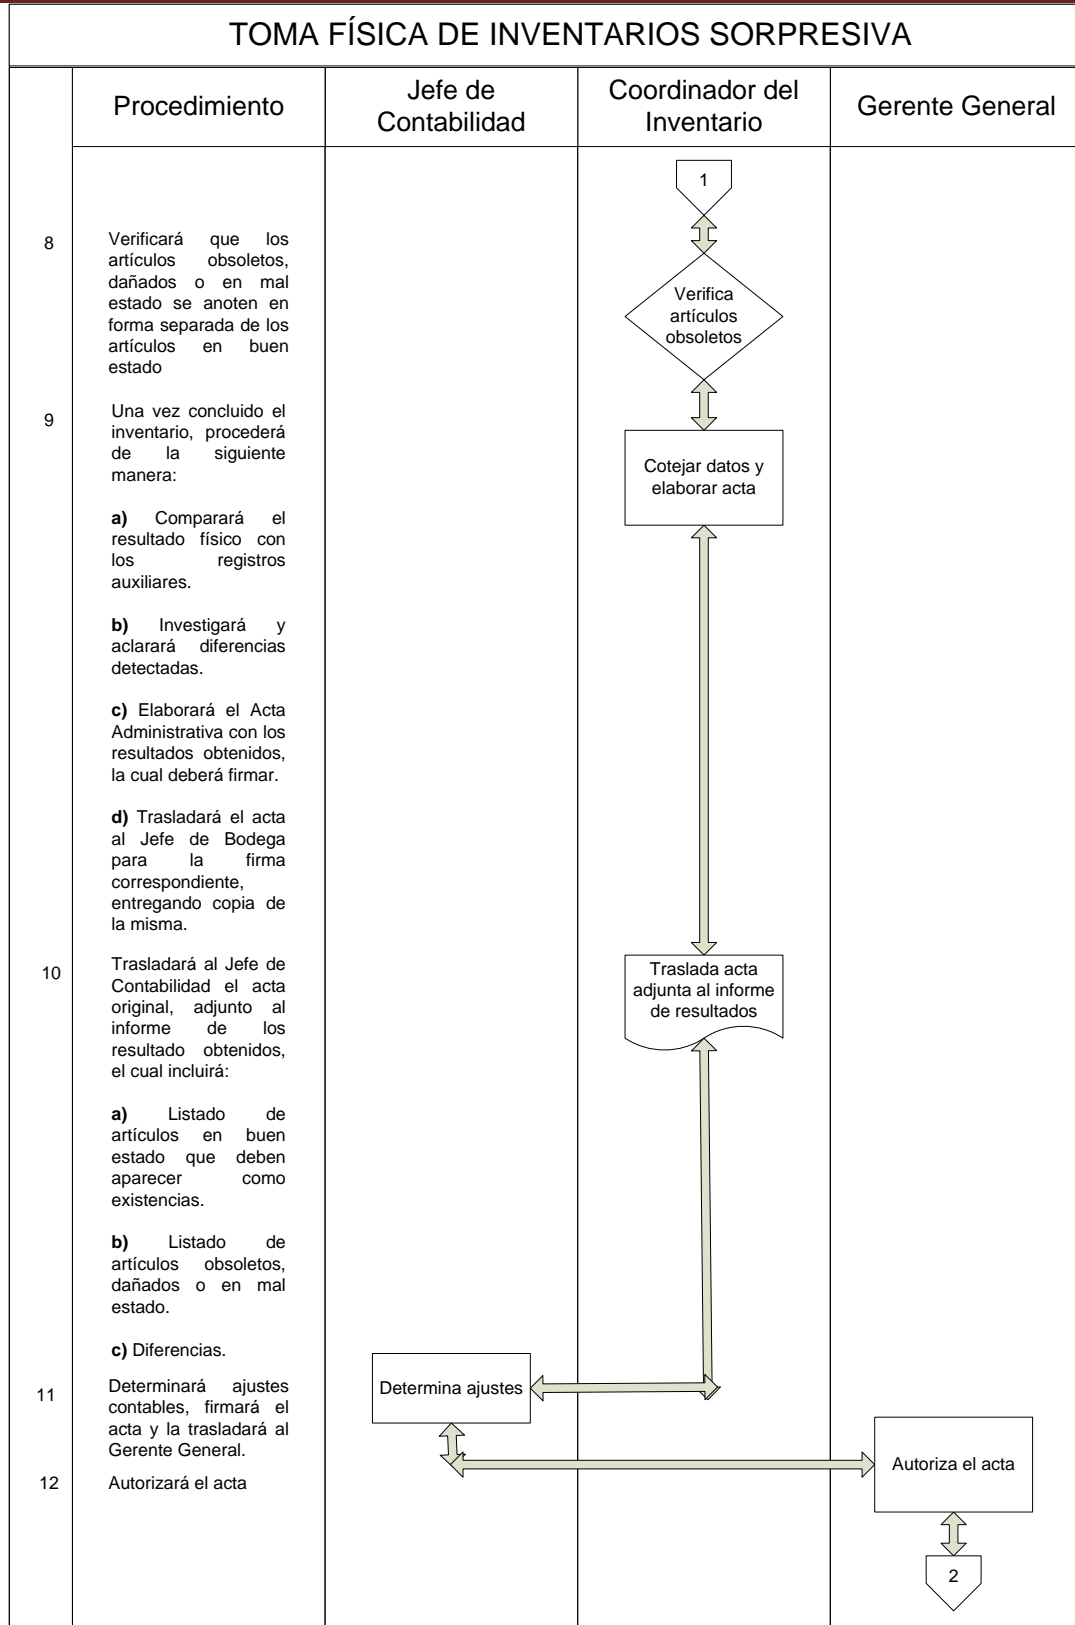 TOMA FÍSICA DE INVENTARIOS SORPRESIVA
Procedimiento
Jefe de
Contabilidad
Coordinador del
Inventario
Gerente General
1
8
Verificará que los
artículos obsoletos,
dañados o en mal
estado se anoten en
forma separada de los
artículos en buen
estado
Verifica
artículos
obsoletos
9
Una vez concluido el
inventario, procederá
de la siguiente
manera:
a) Comparará el
resultado físico con
los registros
auxiliares.
b) Investigará y
aclarará diferencias
detectadas.
c) Elaborará el Acta
Administrativa con los
resultados obtenidos,
la cual deberá firmar.
d) Trasladará el acta
al Jefe de Bodega
para la firma
correspondiente,
entregando copia de
la misma.
Cotejar datos y
elaborar acta
10
Trasladará al Jefe de
Contabilidad el acta
original, adjunto al
informe de los
resultado obtenidos,
el cual incluirá:
a) Listado de
artículos en buen
estado que deben
aparecer como
existencias.
b) Listado de
artículos obsoletos,
dañados o en mal
estado.
c) Diferencias.
Traslada acta
adjunta al informe
de resultados
11
Determinará ajustes
contables, firmará el
acta y la trasladará al
Gerente General.
Determina ajustes
12
Autorizará el acta
Autoriza el acta
2